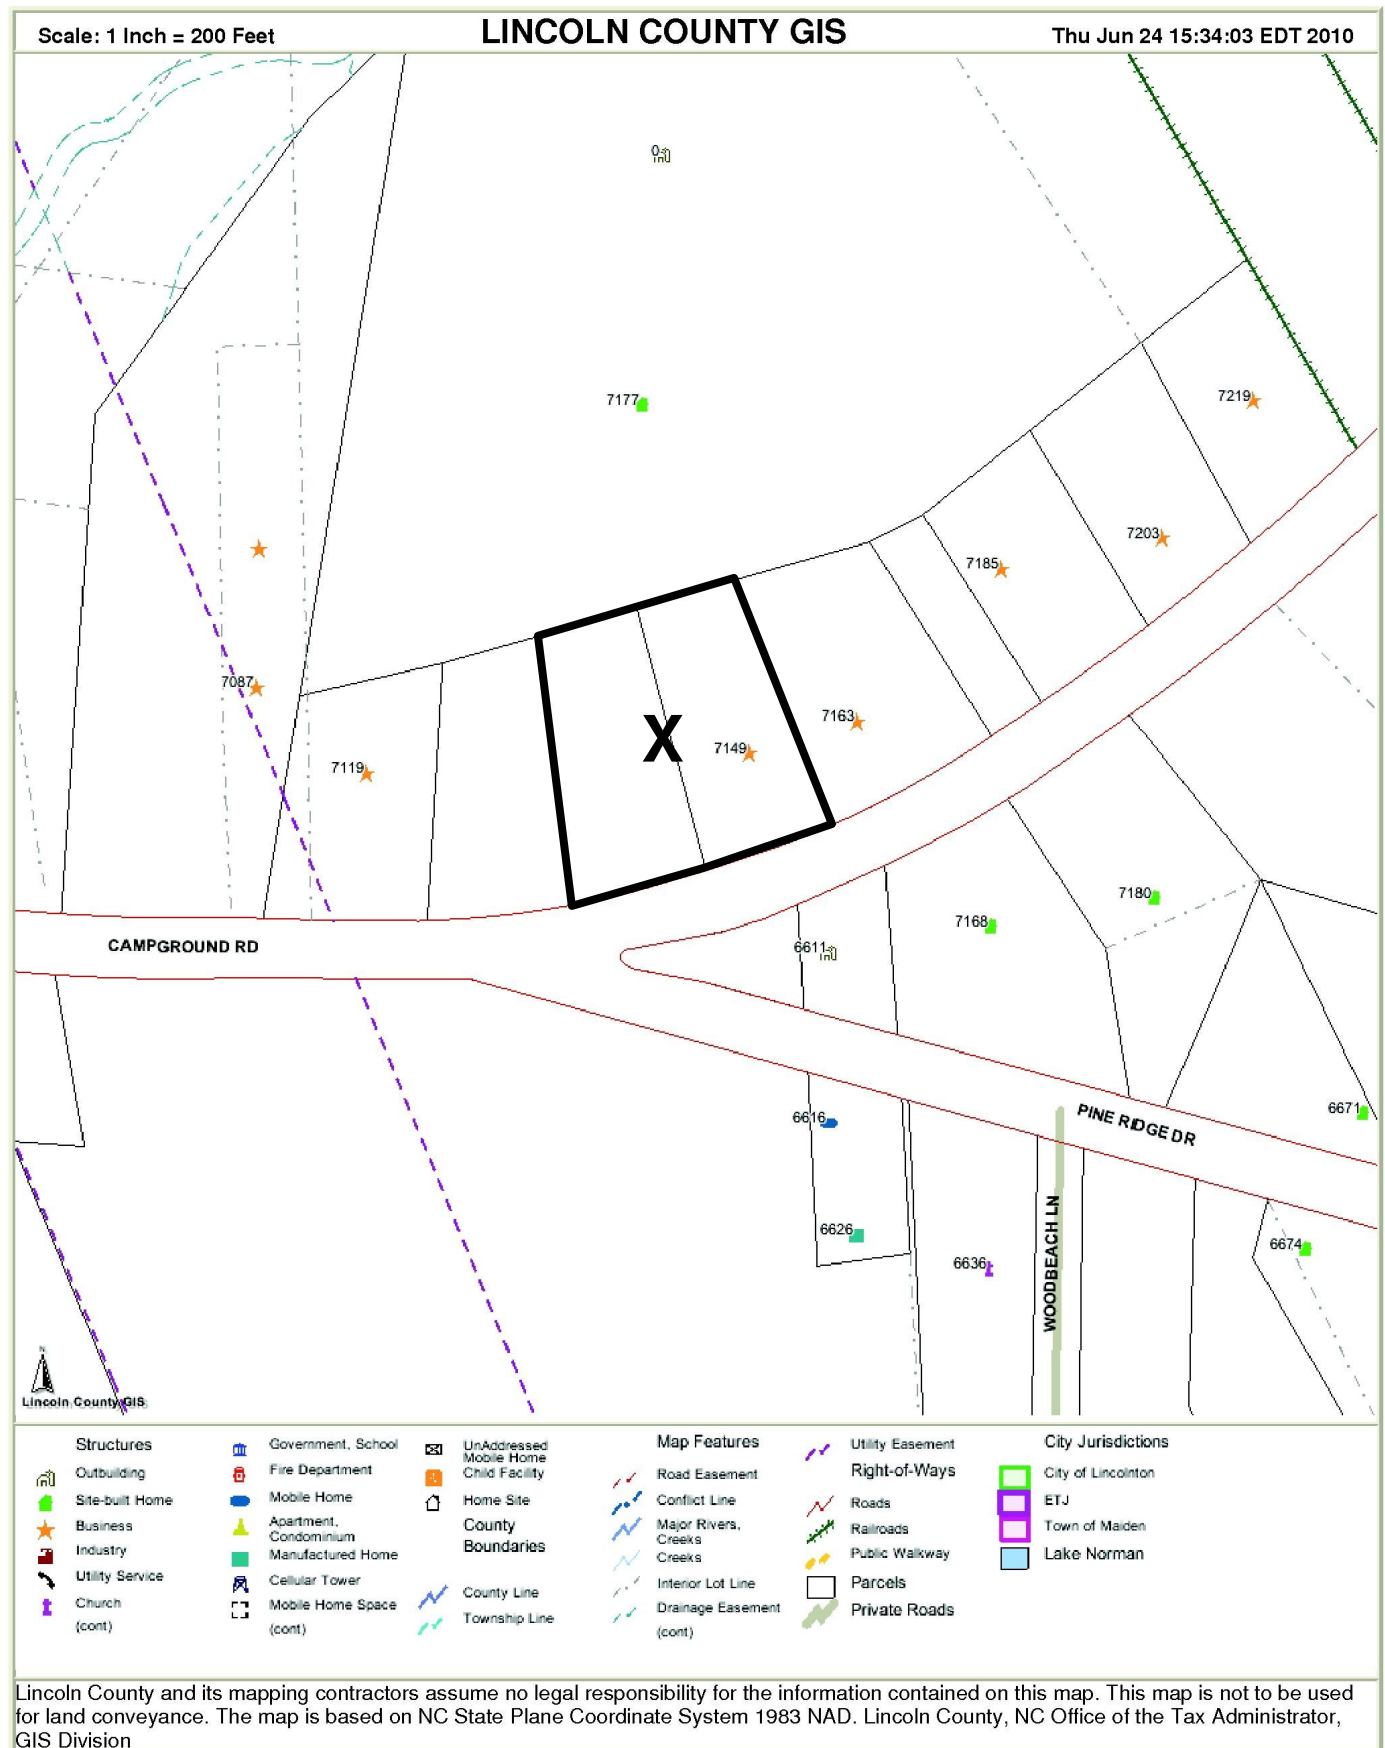 Scale: 1 Inch = 200 Feet
LINCOLN COUNTY GIS
Thu Jun 24 15:34:03 EDT 2010
0
7177
7219
7203
7185
7087
7163
X
7149
7119
7180
7168
CAMPGROUND RD
6611
6671
PINE RIDGE DR
6616
WOODBEACH LN
6626
6674
6636
N
Lincoln County GIS
Structures
Outbuilding
Site-built Home
Business
Industry
Utility Service
Church
(cont)
Government, School
Fire Department
Mobile Home
Apartment,
Condominium
Manufactured Home
Cellular Tower
Mobile Home Space
(cont)
UnAddressed
Mobile Home
Child Facility
Home Site
County
Boundaries
County Line
Township Line
Map Features
Road Easement
Conflict Line
Major Rivers,
Creeks
Creeks
Interior Lot Line
Drainage Easement
(cont)
Utility Easement
Right-of-Ways
Roads
Railroads
Public Walkway
Parcels
Private Roads
City Jurisdictions
City of Lincolnton
ETJ
Town of Maiden
Lake Norman
Lincoln County and its mapping contractors assume no legal responsibility for the information contained on this map. This map is not to be used
for land conveyance. The map is based on NC State Plane Coordinate System 1983 NAD. Lincoln County, NC Office of the Tax Administrator,
GIS Division